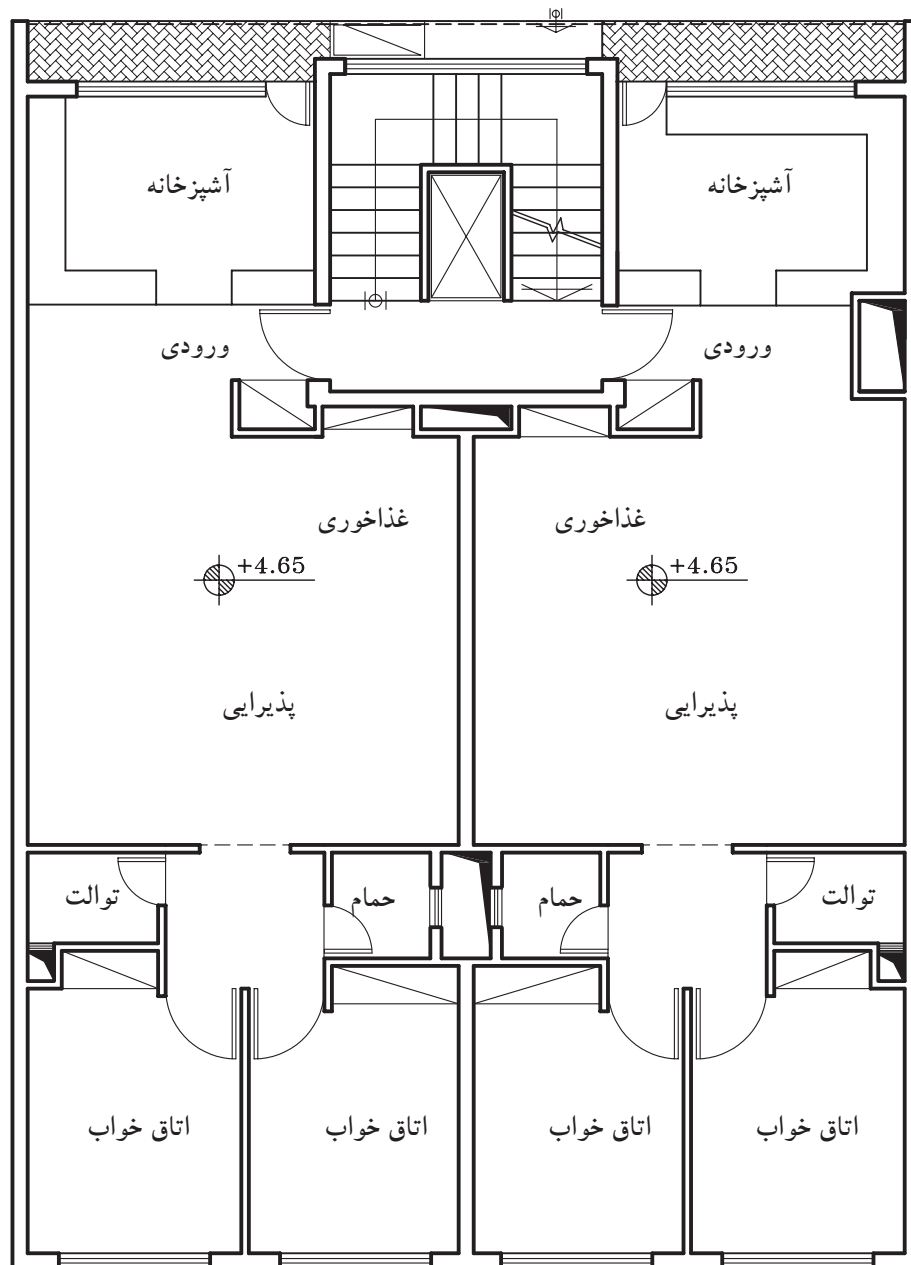 آشپزخانه
آشپزخانه
ورودی
ورودی
غذاخوری
غذاخوری
+4.65
+4.65
پذیرایی
پذیرایی
توالت
حمام
حمام
توالت
اتاق خواب
اتاق خواب
اتاق خواب
اتاق خواب